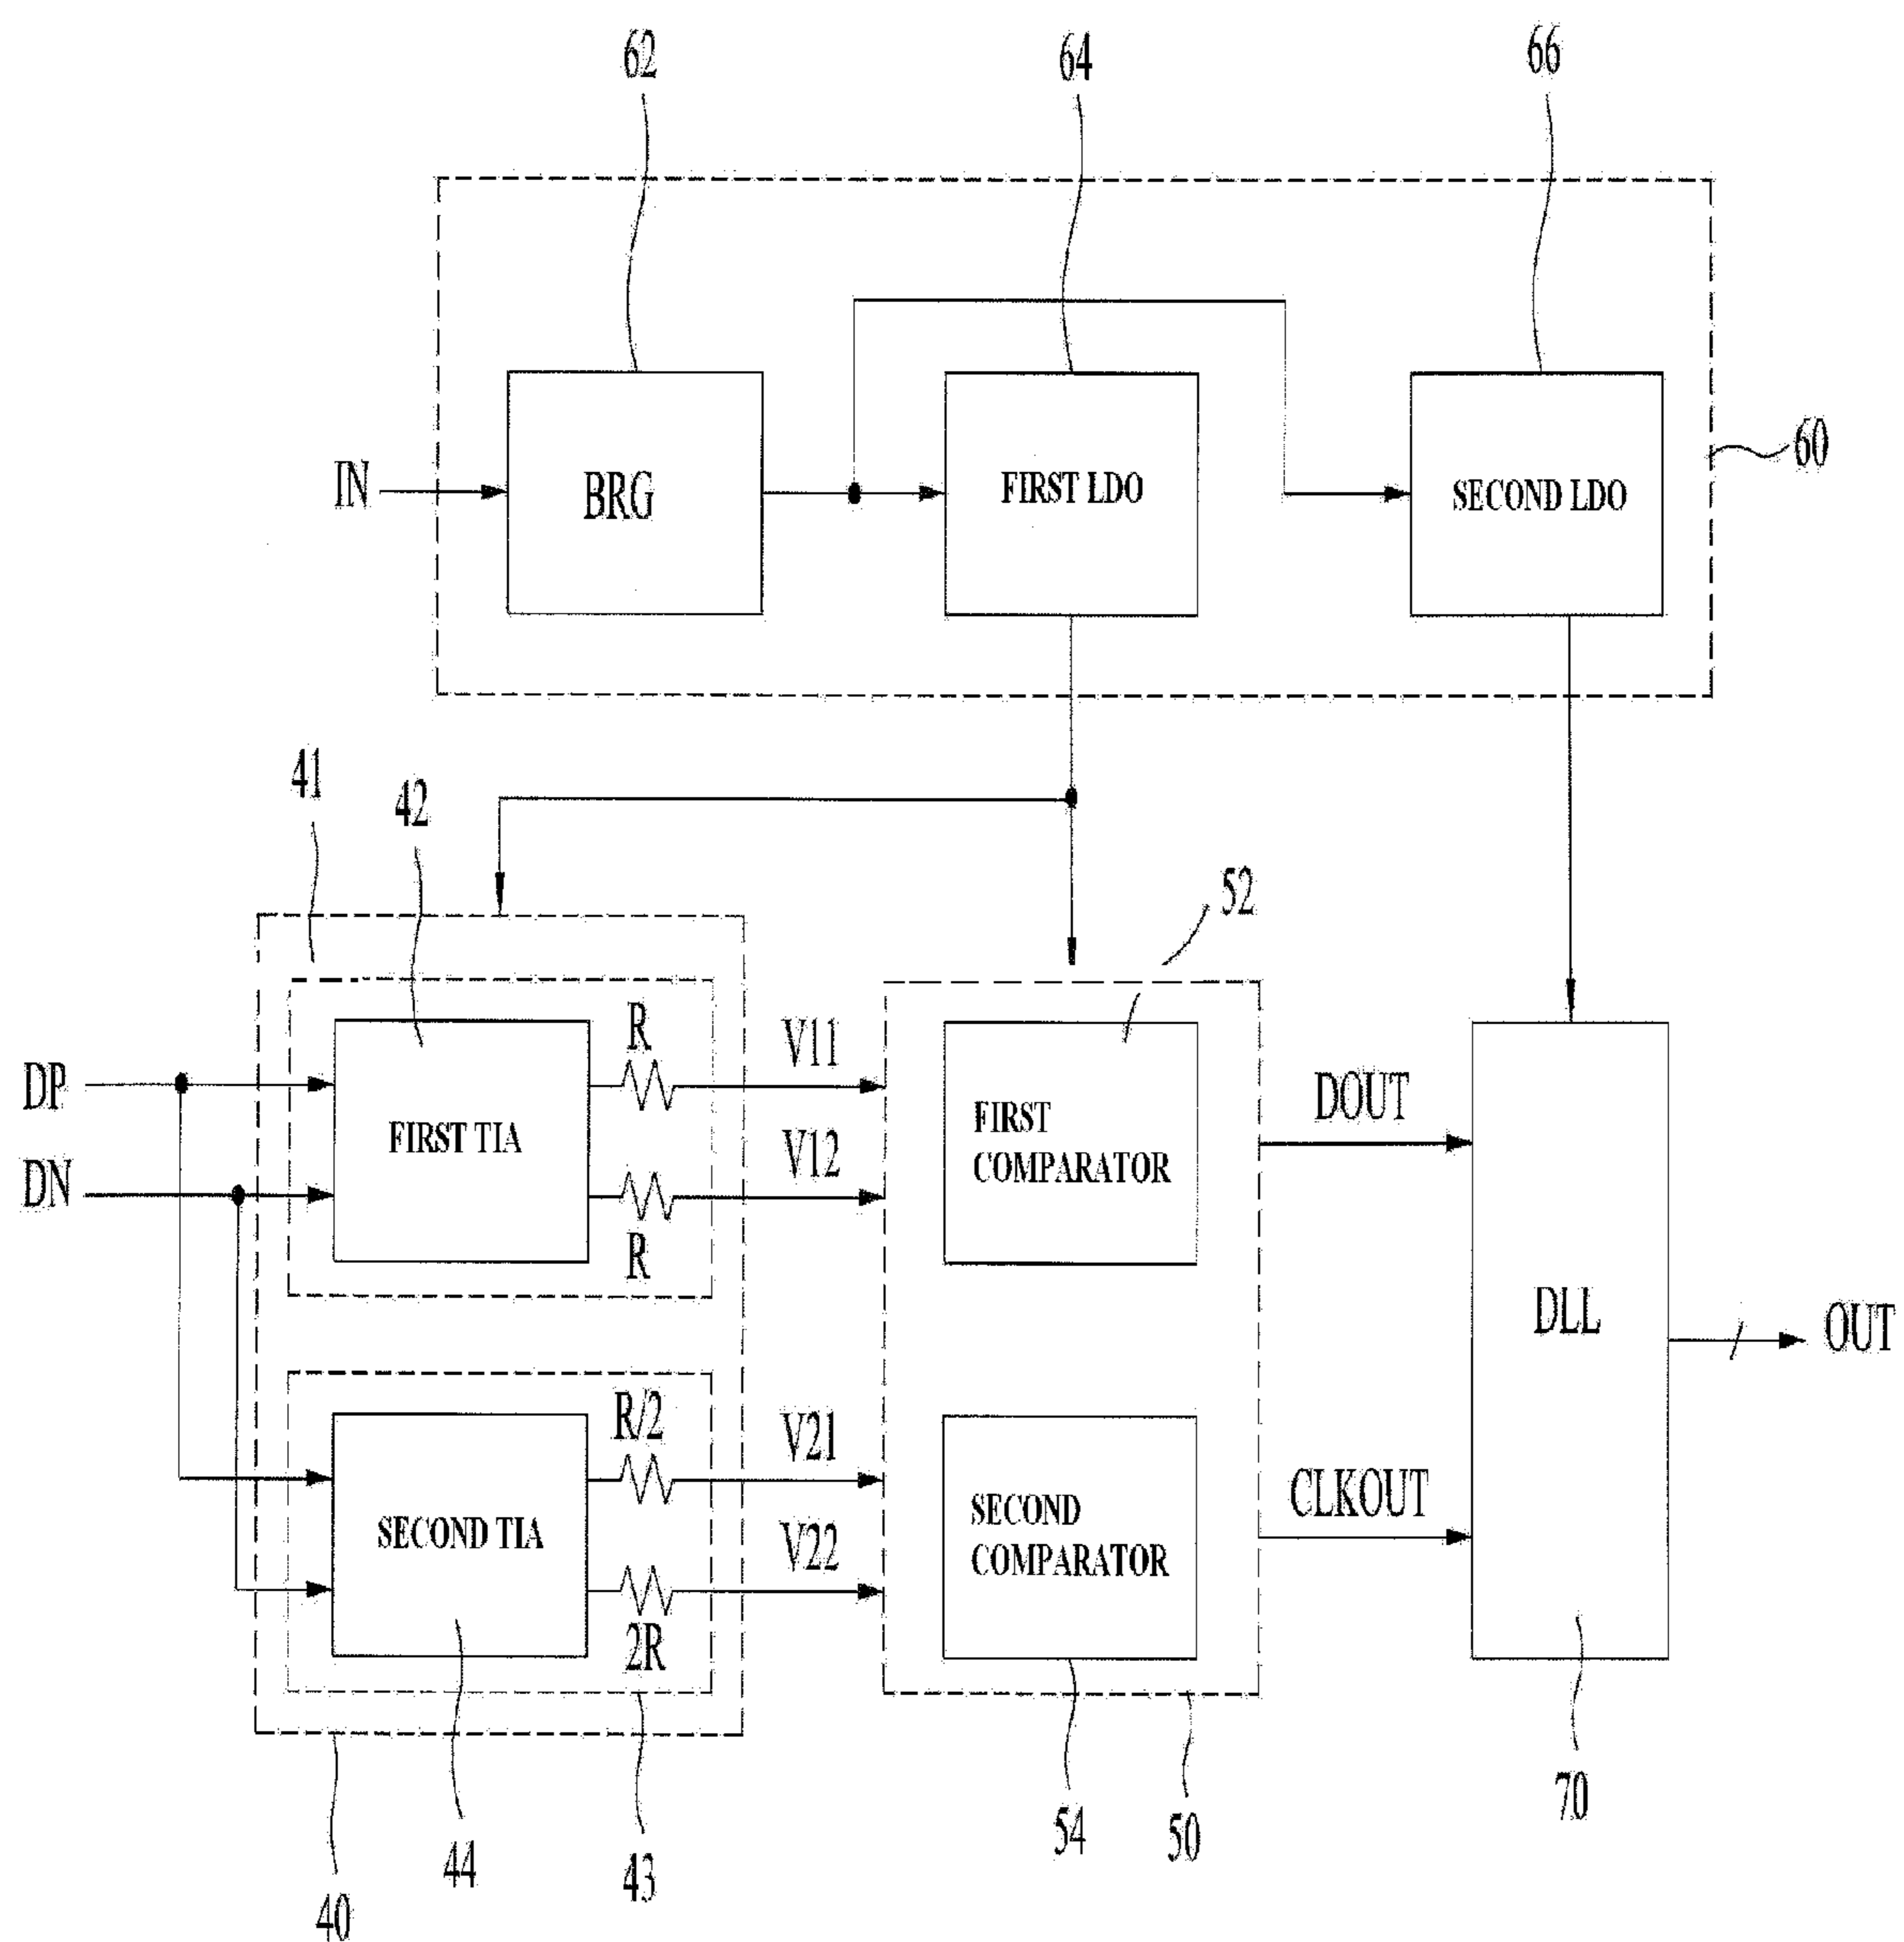 62
64
66
IN
BRG
FIRST LDO
SECOND LDO
60
41
42
52
DP
DN
FIRST TIA
R
R
V11
V12
FIRST
COMPARATOR
DOUT
DLL
OUT
SECOND TIA
R/2
2R
V21
V22
SECOND
COMPARATOR
CLKOUT
40
44
43
54
50
70